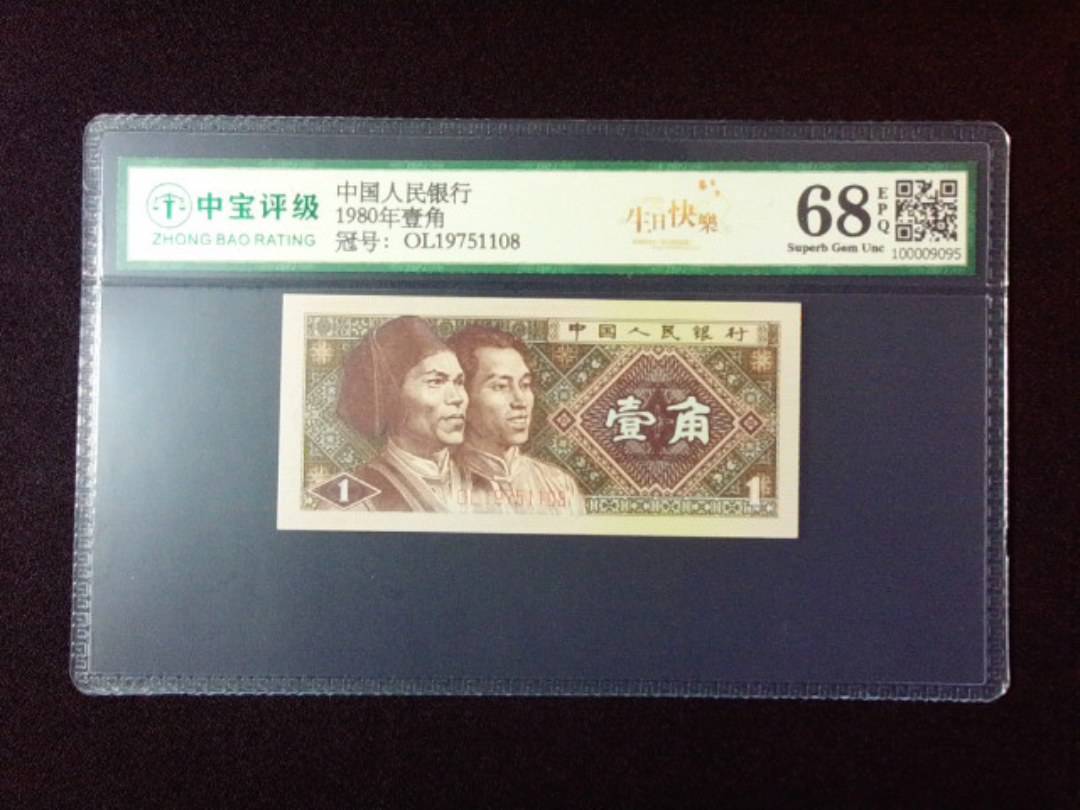 中宝评级
ZHONG BAO RATING
中国人民银行
1980年壹角
冠号：OL19751108
生日快樂
68 EPQ
Superb Gem Unc
100009095
中国人民银行
壹角
1
OL19751108
1